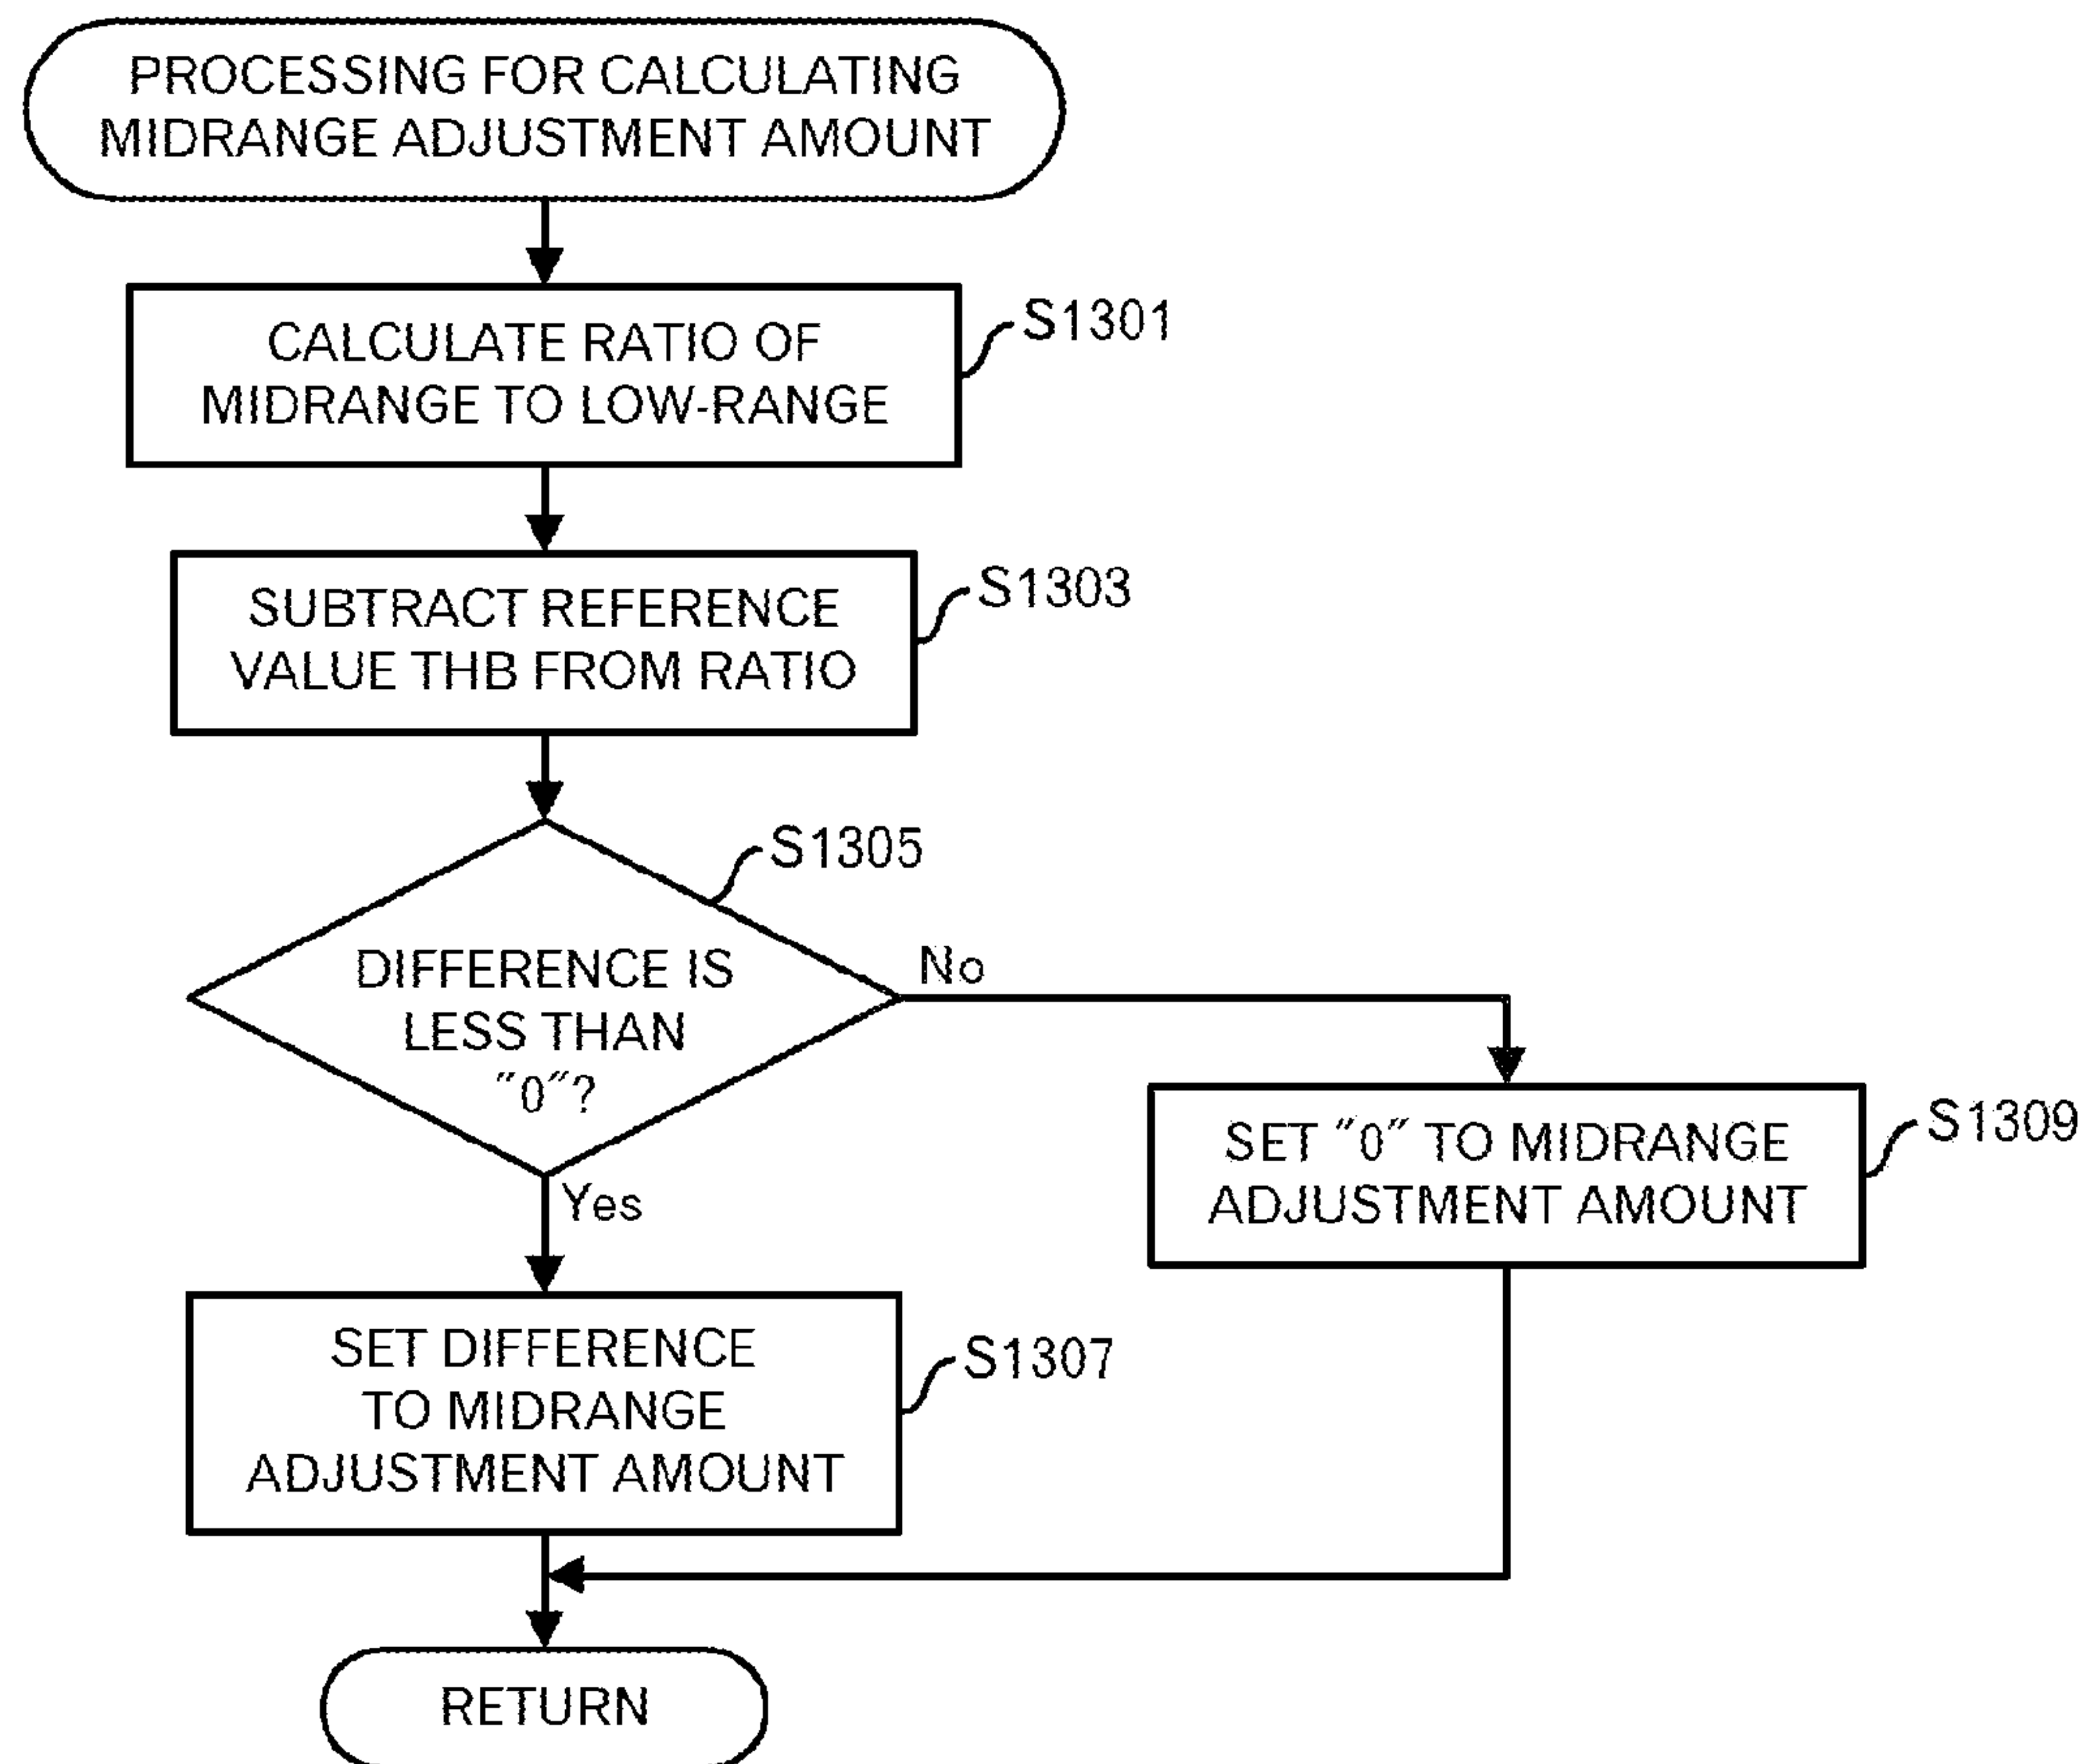 PROCESSING FOR CALCULATING
MIDRANGE ADJUSTMENT AMOUNT
CALCULATE RATIO OF
MIDRANGE TO LOW-RANGE
S1301
SUBTRACT REFERENCE
VALUE THB FROM RATIO
S1303
S1305
DIFFERENCE IS
LESS THAN
"0"?
No
Yes
SET "0" TO MIDRANGE
ADJUSTMENT AMOUNT
S1309
SET DIFFERENCE
TO MIDRANGE
ADJUSTMENT AMOUNT
S1307
RETURN